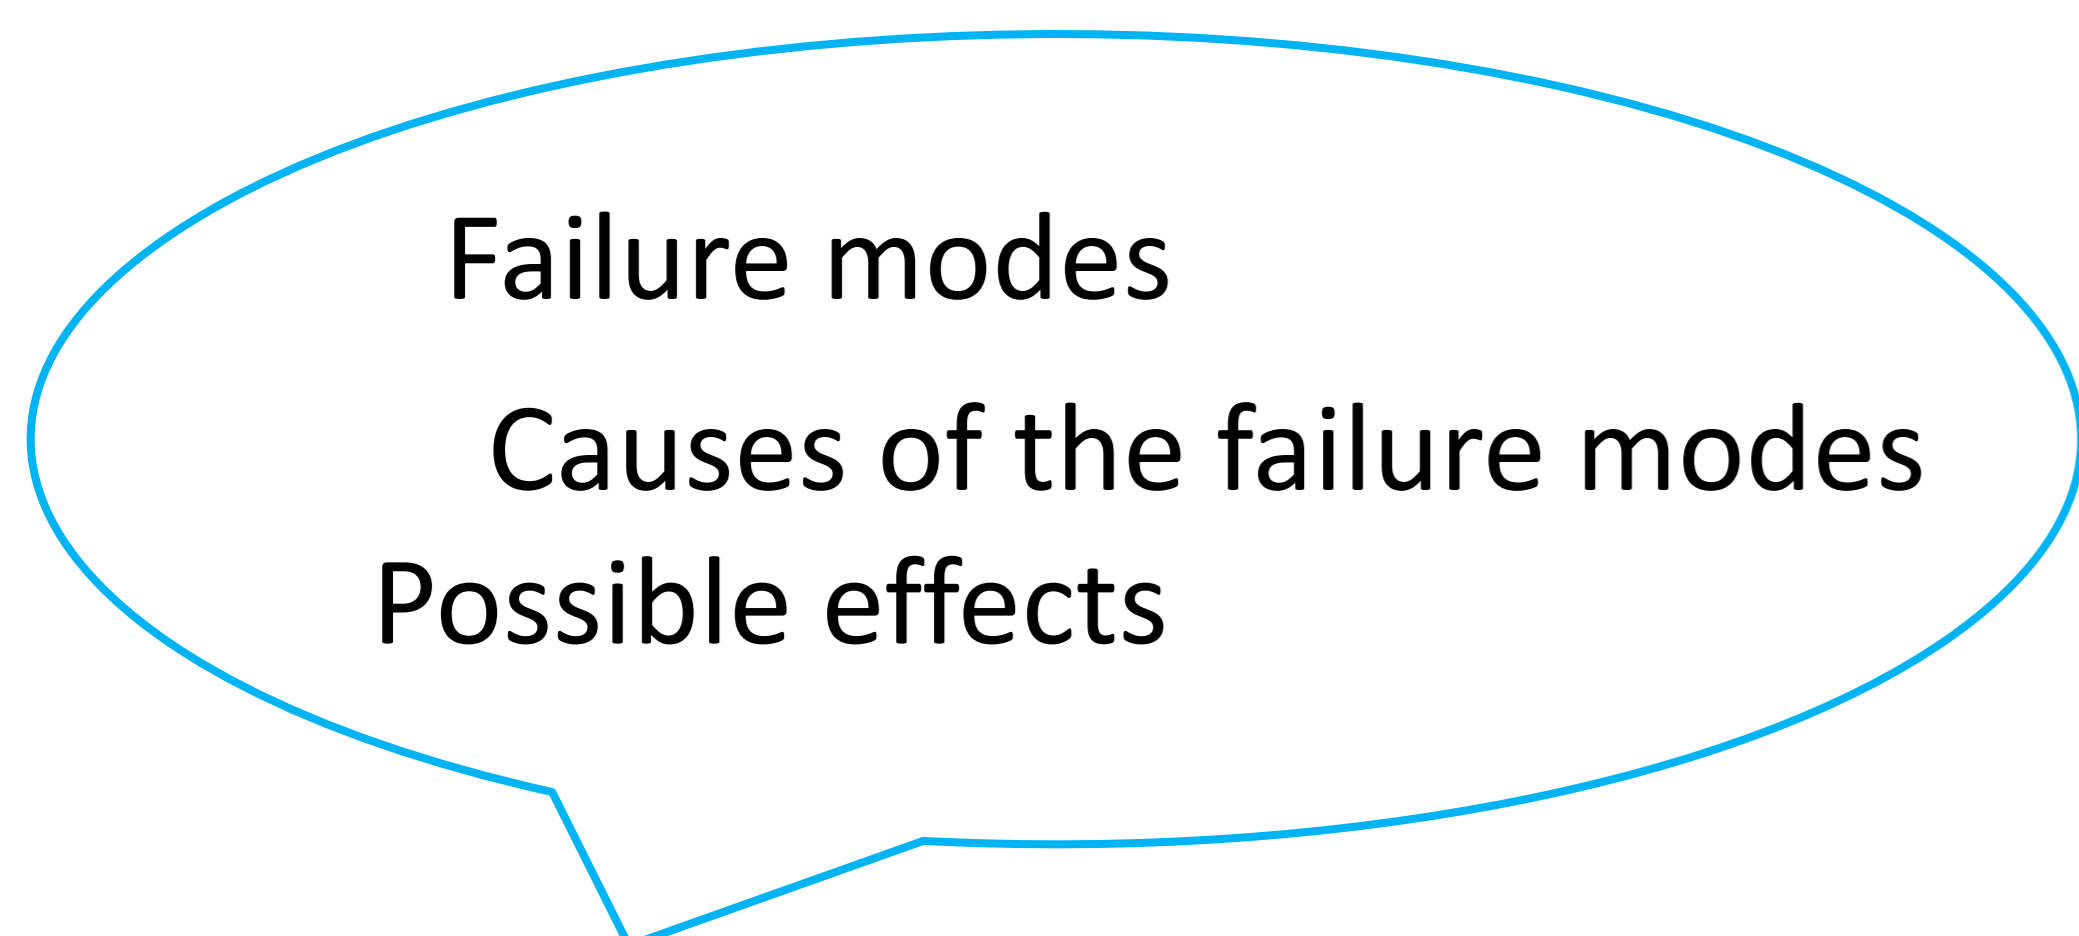 Failure modes
Causes of the failure modes
Possible effects